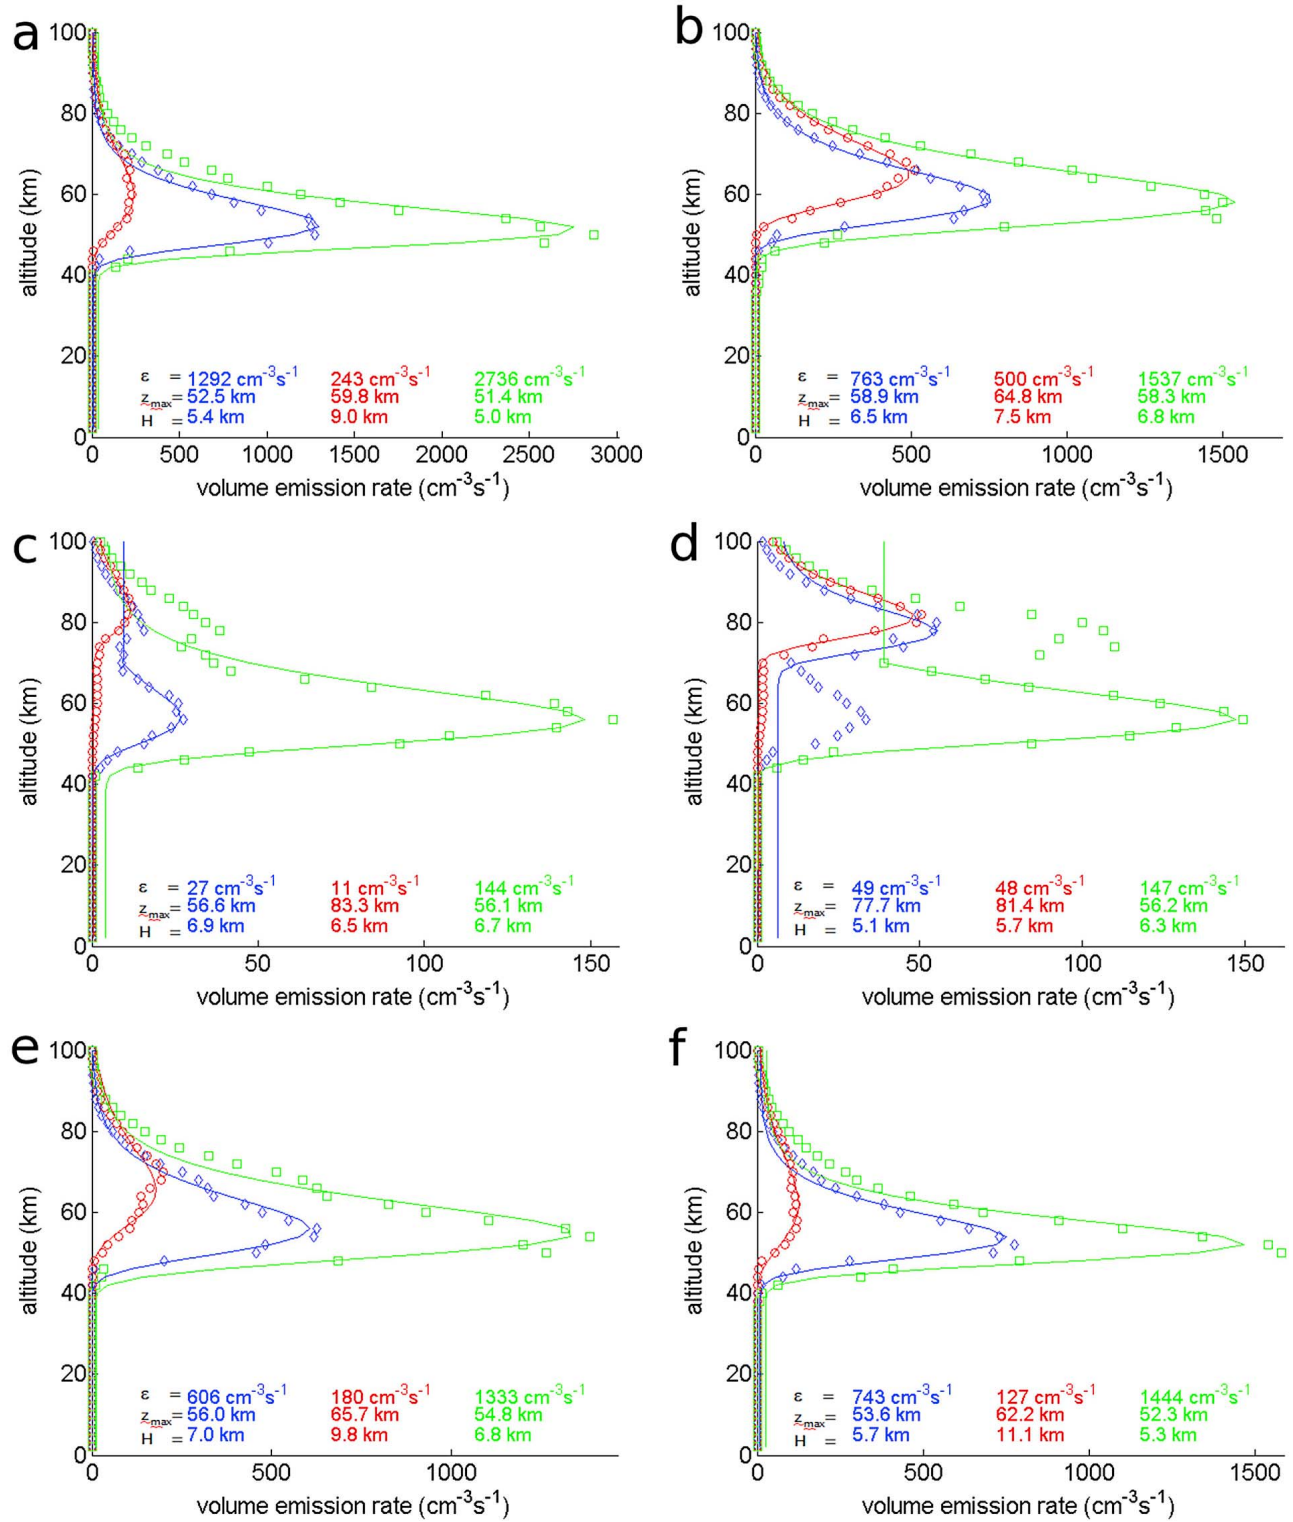 a
100
80
60
40
20
0
altitude (km)
ε = 1292 cm⁻³s⁻¹ 243 cm⁻³s⁻¹ 2736 cm⁻³s⁻¹
z_max = 52.5 km 59.8 km 51.4 km
H = 5.4 km 9.0 km 5.0 km
0 500 1000 1500 2000 2500 3000
volume emission rate (cm⁻³s⁻¹)
b
100
80
60
40
20
0
altitude (km)
ε = 763 cm⁻³s⁻¹ 500 cm⁻³s⁻¹ 1537 cm⁻³s⁻¹
z_max = 58.9 km 64.8 km 58.3 km
H = 6.5 km 7.5 km 6.8 km
0 500 1000 1500
volume emission rate (cm⁻³s⁻¹)
c
100
80
60
40
20
0
altitude (km)
ε = 27 cm⁻³s⁻¹ 11 cm⁻³s⁻¹ 144 cm⁻³s⁻¹
z_max = 56.6 km 83.3 km 56.1 km
H = 6.9 km 6.5 km 6.7 km
0 50 100 150
volume emission rate (cm⁻³s⁻¹)
d
100
80
60
40
20
0
altitude (km)
ε = 49 cm⁻³s⁻¹ 48 cm⁻³s⁻¹ 147 cm⁻³s⁻¹
z_max = 77.7 km 81.4 km 56.2 km
H = 5.1 km 5.7 km 6.3 km
0 50 100 150
volume emission rate (cm⁻³s⁻¹)
e
100
80
60
40
20
0
altitude (km)
ε = 606 cm⁻³s⁻¹ 180 cm⁻³s⁻¹ 1333 cm⁻³s⁻¹
z_max = 56.0 km 65.7 km 54.8 km
H = 7.0 km 9.8 km 6.8 km
0 500 1000
volume emission rate (cm⁻³s⁻¹)
f
100
80
60
40
20
0
altitude (km)
ε = 743 cm⁻³s⁻¹ 127 cm⁻³s⁻¹ 1444 cm⁻³s⁻¹
z_max = 53.6 km 62.2 km 52.3 km
H = 5.7 km 11.1 km 5.3 km
0 500 1000 1500
volume emission rate (cm⁻³s⁻¹)